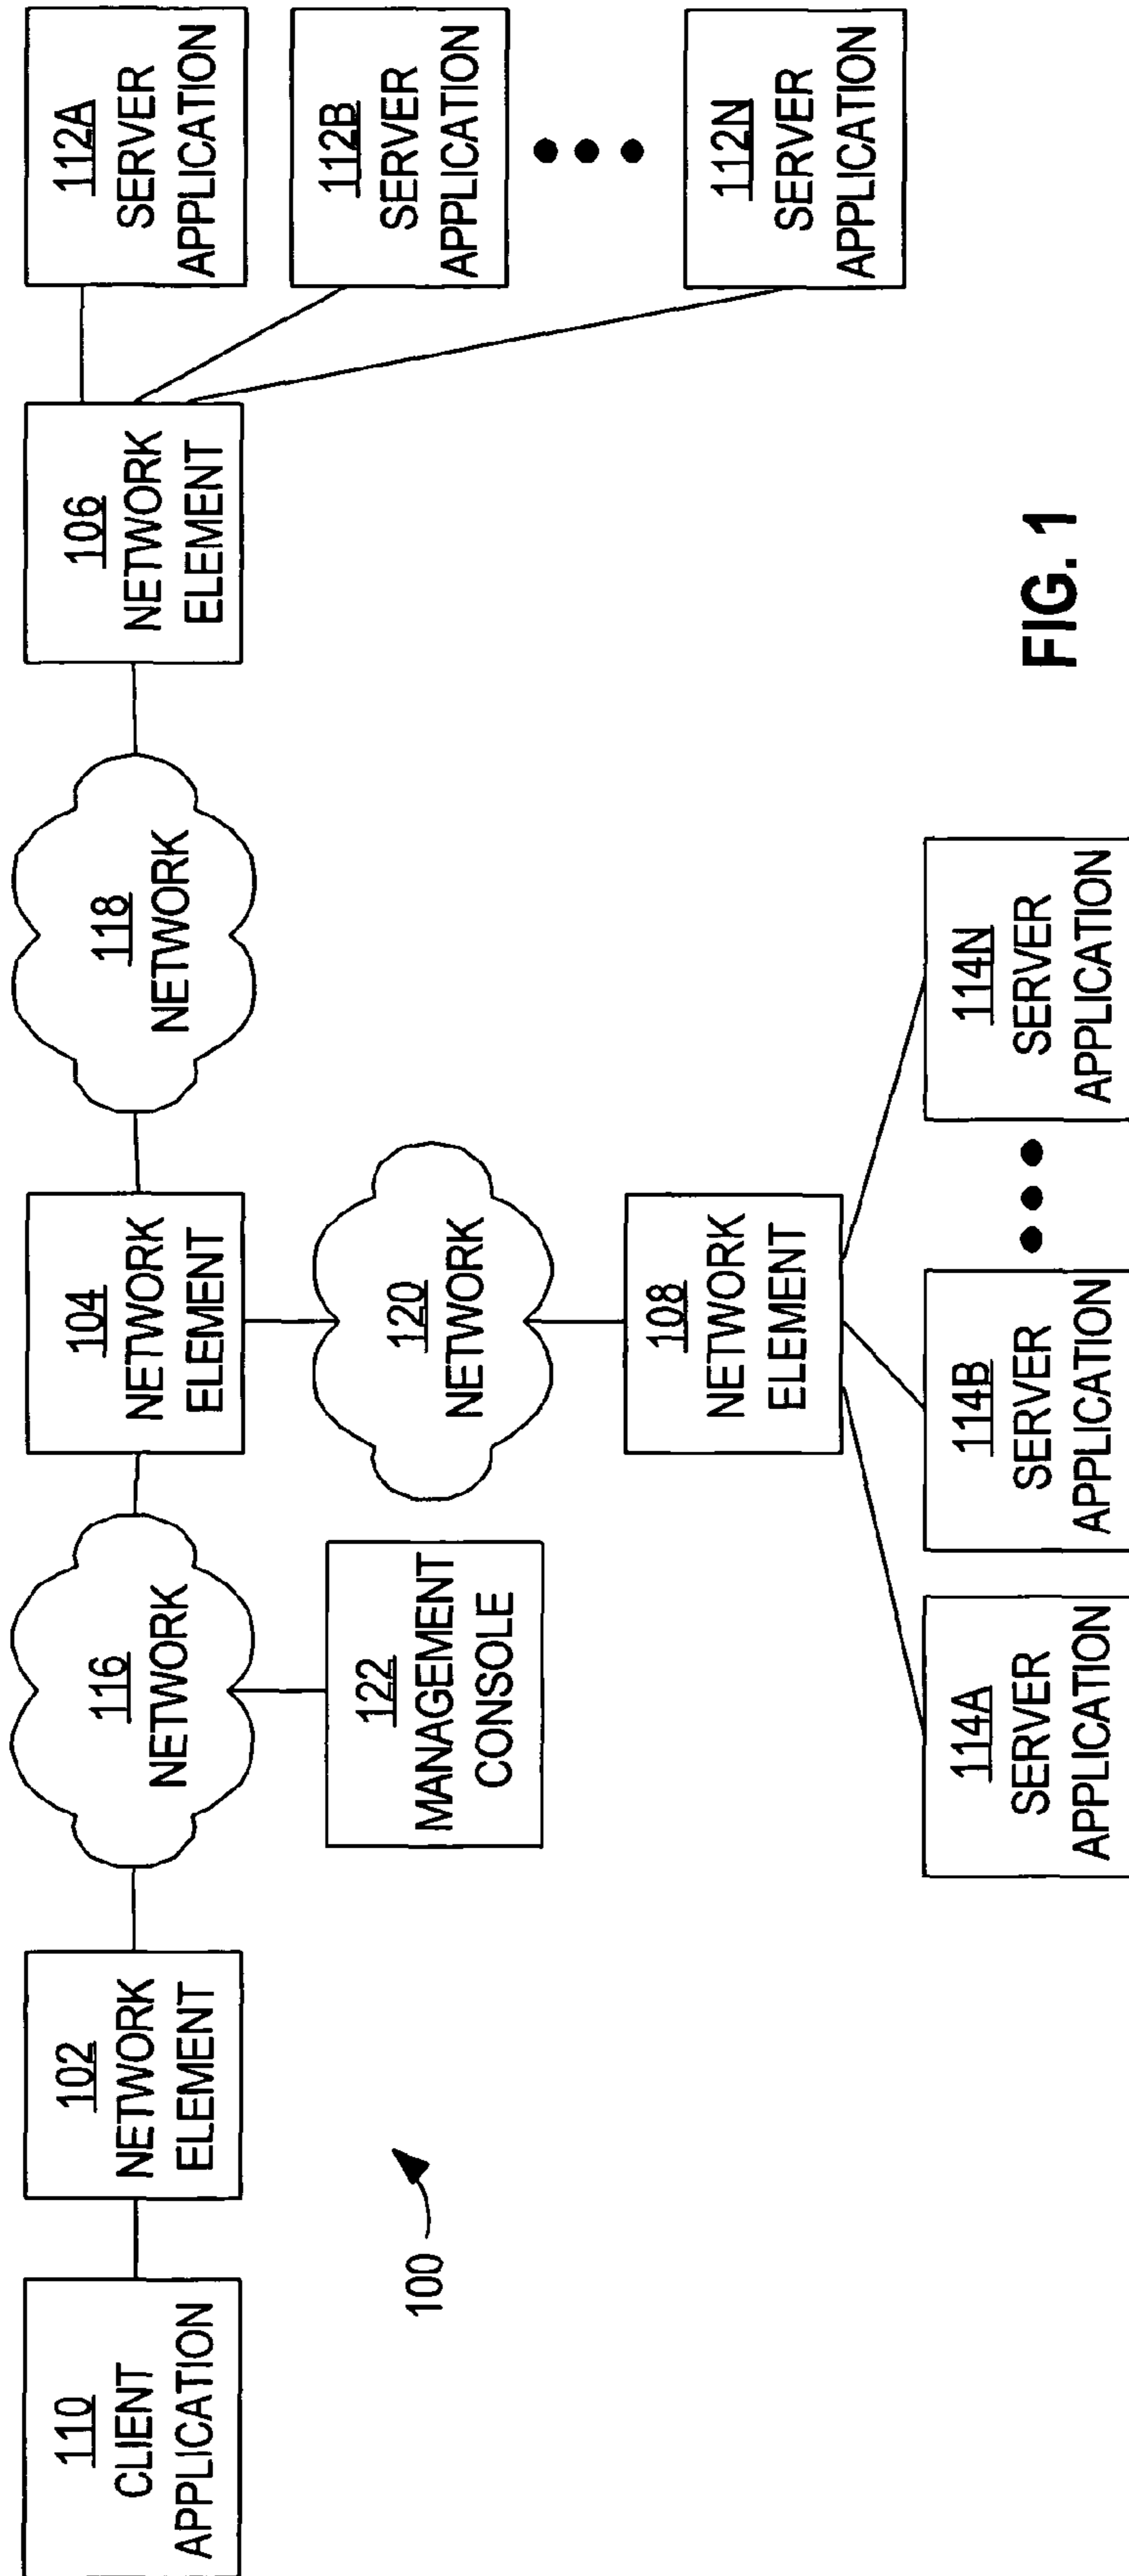 110
CLIENT
APPLICATION
102
NETWORK
ELEMENT
116
NETWORK
104
NETWORK
ELEMENT
118
NETWORK
106
NETWORK
ELEMENT
112A
SERVER
APPLICATION
112B
SERVER
APPLICATION
112N
SERVER
APPLICATION
122
MANAGEMENT
CONSOLE
120
NETWORK
108
NETWORK
ELEMENT
114A
SERVER
APPLICATION
114B
SERVER
APPLICATION
114N
SERVER
APPLICATION
100
FIG. 1